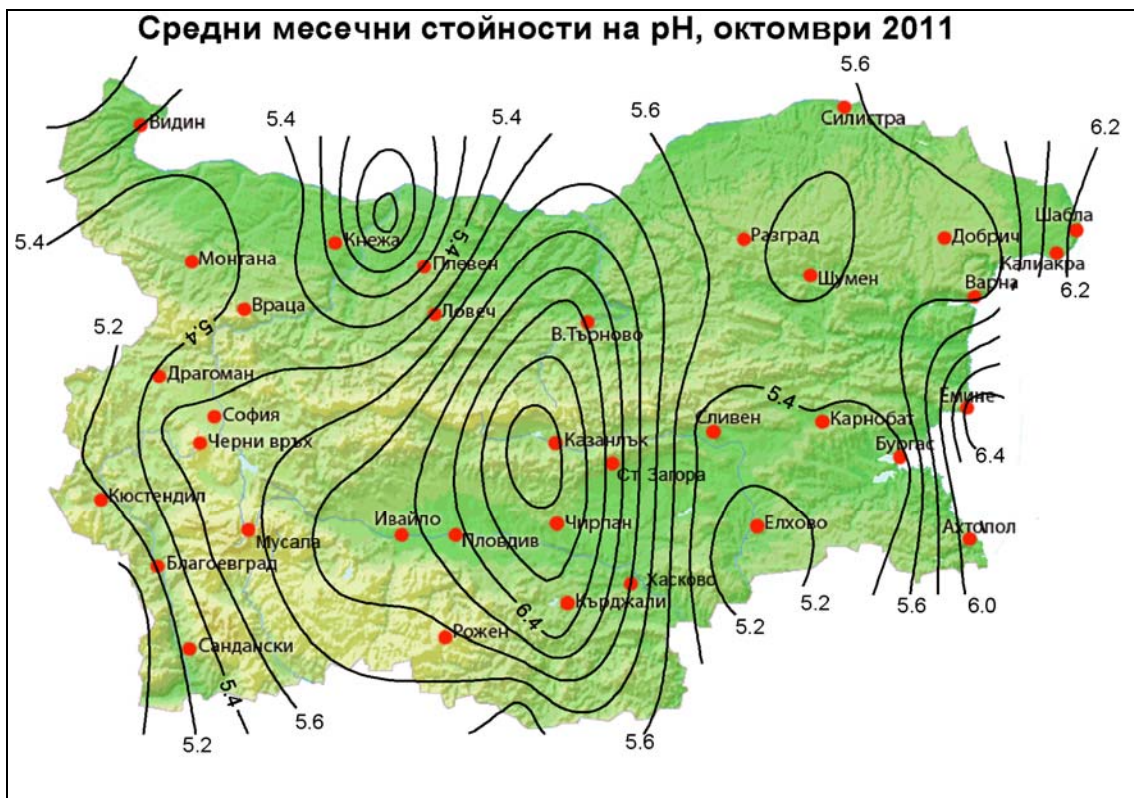 Средни месечни стойности на pH, октомври 2011
5.6
Видин
5.4
5.4
5.6
Силистра
6.2
Шабла
5.4
Кнежа
5.4
Разград
Добрич
Монтана
Плевен
Шумен
Калиакра
6.2
Варна
5.2
Враца
Ловеч
В.Търново
5.4
Драгоман
5.4
Емине
София
Сливен
Карнобат
Черни връх
Казанлък
Бургас
6.4
Ст Загора
Кюстендил
Ивайло
Чирпан
Елхово
Ахтопол
Мусала
Пловдив
Благоевград
Хасково
5.2
5.6
6.0
Кърджали
6.4
5.2
Рожен
Сандански
5.4
5.6
5.2
5.6